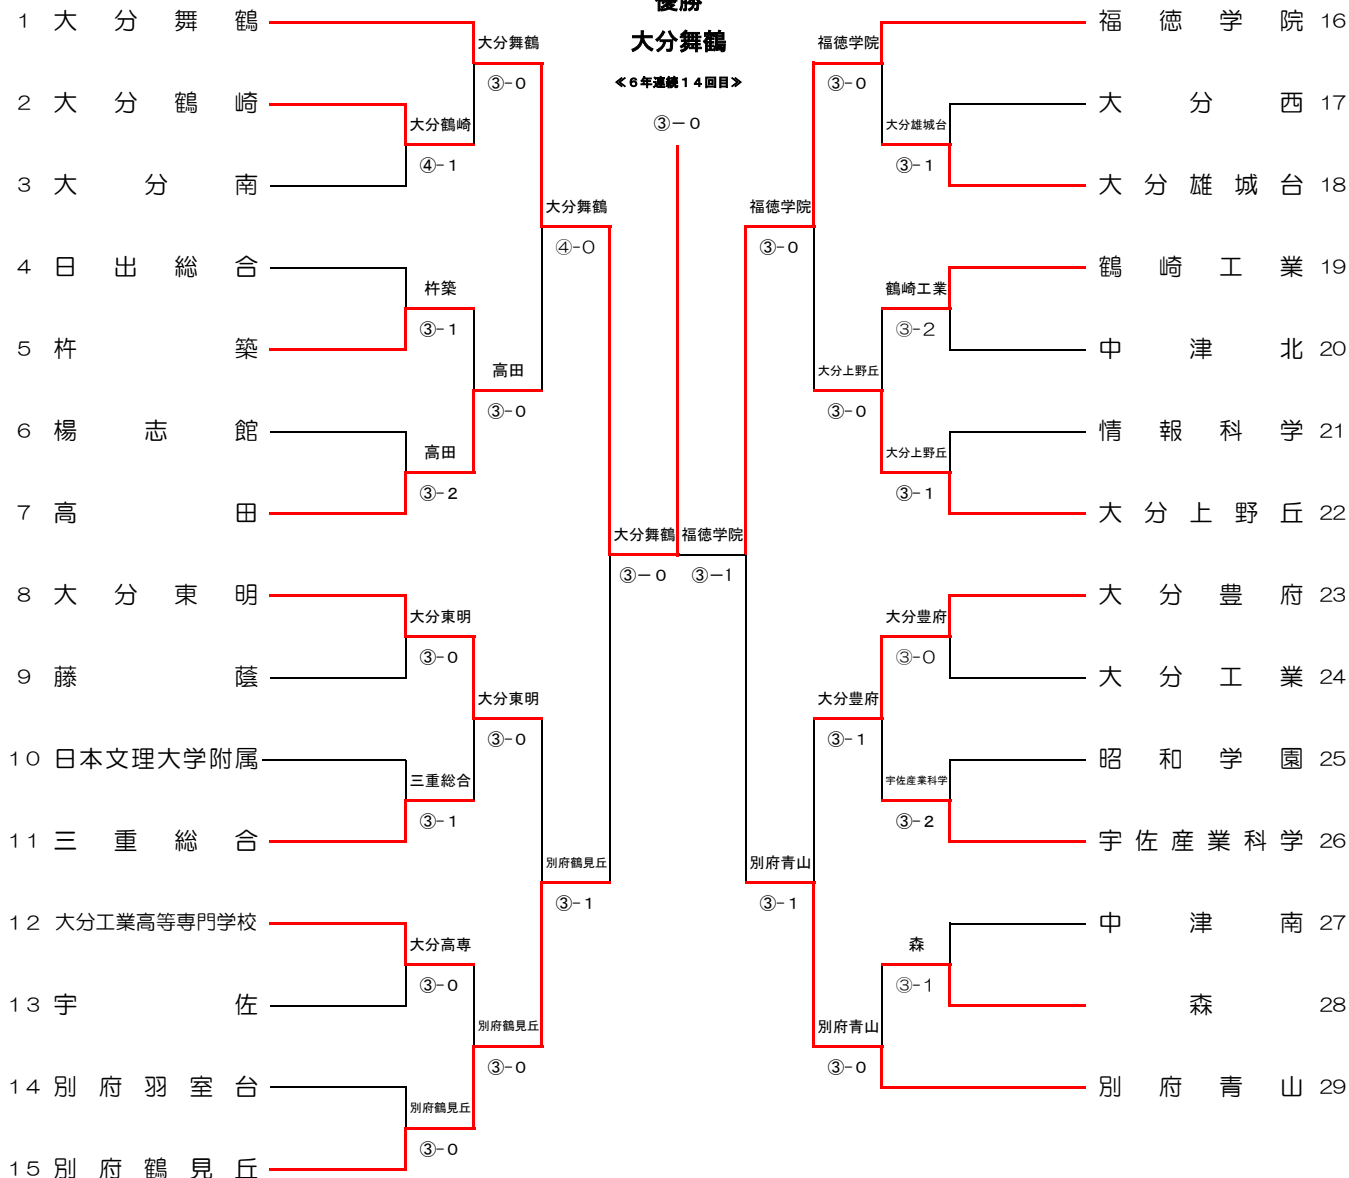 優勝
大分舞鶴
≪6年連続14回目≫
③－0
1 大分舞鶴
2 大分鶴崎
3 大分南
4 日出総合
5 杵築
6 楊志館
7 高田
8 大分東明
9 藤蔭
10 日本文理大学附属
11 三重総合
12 大分工業高等専門学校
13 宇佐
14 別府羽室台
15 別府鶴見丘
大分鶴崎
④-1
杵築
③-1
高田
③-2
大分東明
③-0
三重総合
③-1
大分高専
③-0
別府鶴見丘
③-0
大分舞鶴
③-0
高田
③-0
大分東明
③-0
別府鶴見丘
③-0
大分舞鶴
④-0
別府鶴見丘
③-1
大分舞鶴
③－0
福徳学院
③－1
福徳学院
③-0
別府青山
③-1
福徳学院
③-0
大分上野丘
③-0
大分豊府
③-1
別府青山
③-0
大分雄城台
③-1
鶴崎工業
③-2
大分上野丘
③-1
大分豊府
③-0
宇佐産業科学
③-2
森
③-1
福徳学院 16
大分西 17
大分雄城台 18
鶴崎工業 19
中津北 20
情報科学 21
大分上野丘 22
大分豊府 23
大分工業 24
昭和学園 25
宇佐産業科学 26
中津南 27
森 28
別府青山 29